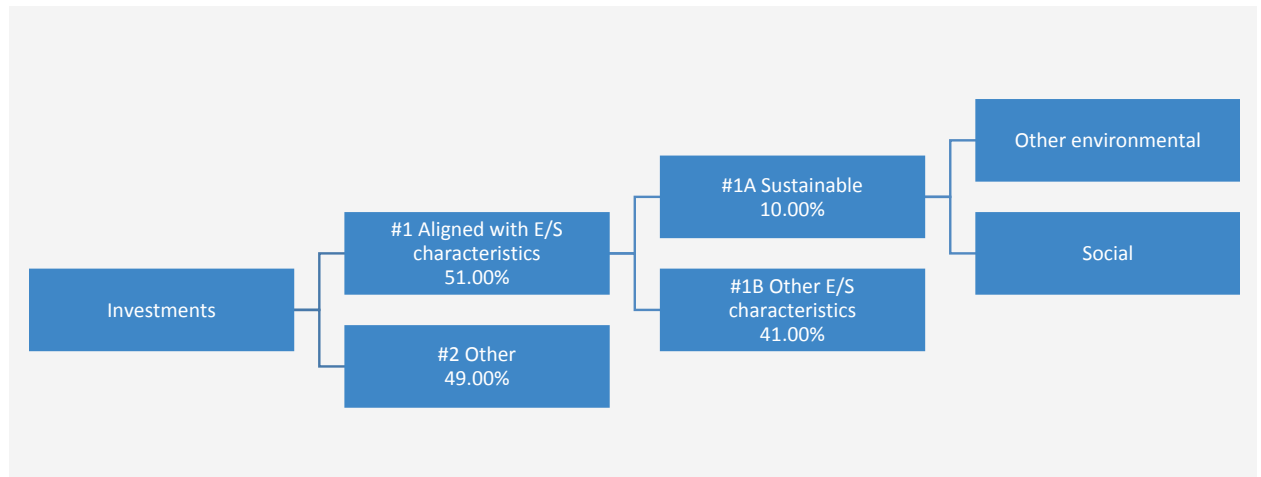 Investments
#1 Aligned with E/S
characteristics
51.00%
#2 Other
49.00%
#1A Sustainable
10.00%
#1B Other E/S
characteristics
41.00%
Other environmental
Social